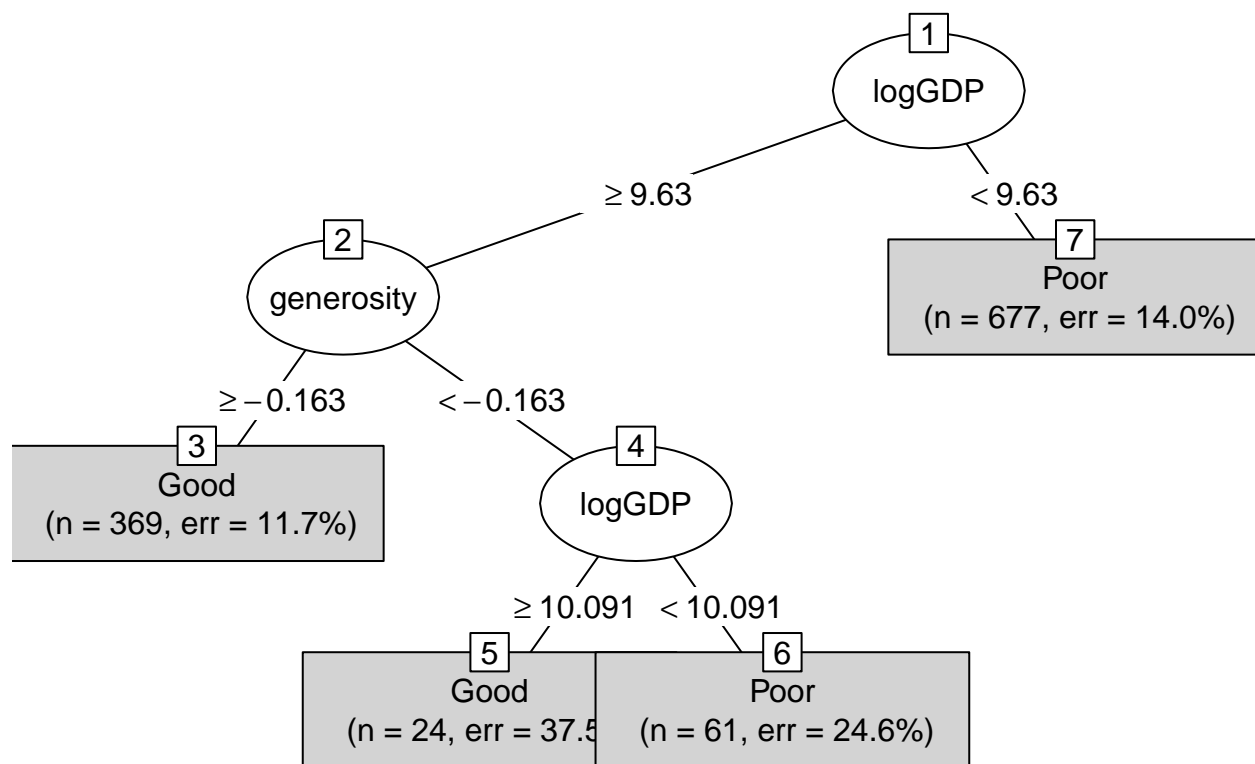 1
logGDP
≥ 9.63
< 9.63
2
generosity
7
Poor
(n = 677, err = 14.0%)
≥ −0.163
< −0.163
3
Good
(n = 369, err = 11.7%)
4
logGDP
≥ 10.091
< 10.091
5
Good
(n = 24, err = 37.5
6
Poor
(n = 61, err = 24.6%)